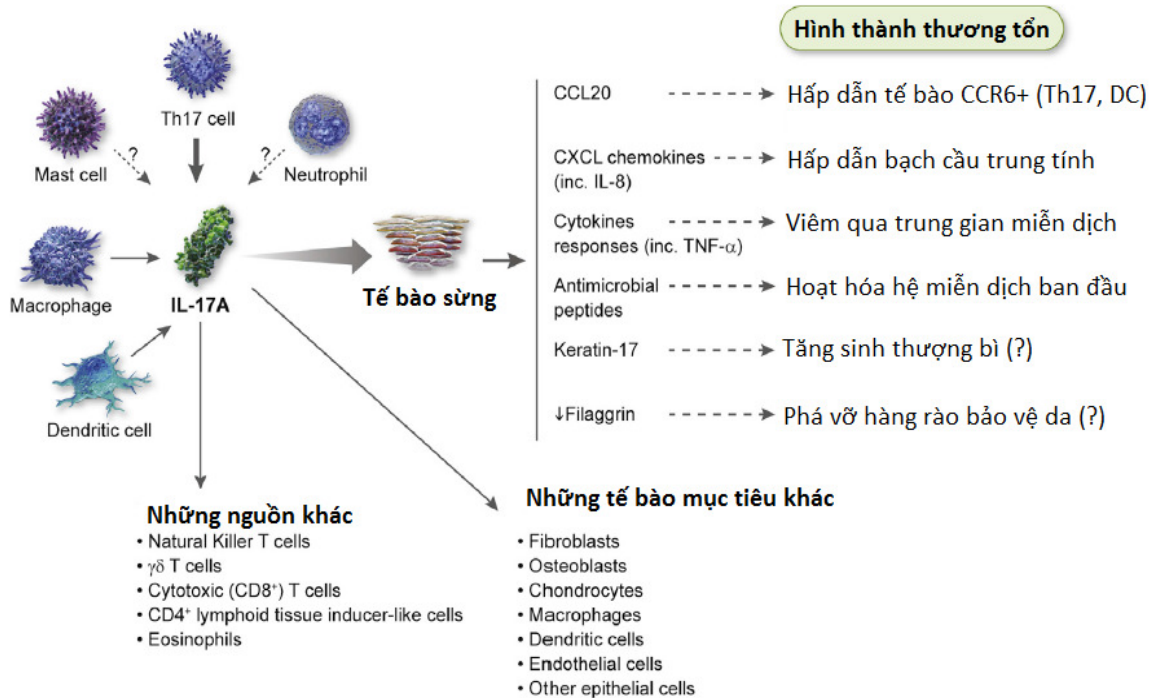 Hình thành thương tổn
Th17 cell
?
Mast cell
?
Neutrophil
Macrophage
IL-17A
Dendritic cell
Tế bào sừng
CCL20
Hấp dẫn tế bào CCR6+ (Th17, DC)
CXCL chemokines
(inc. IL-8)
Hấp dẫn bạch cầu trung tính
Cytokines
responses (inc. TNF-α)
Viêm qua trung gian miễn dịch
Antimicrobial
peptides
Hoạt hóa hệ miễn dịch ban đầu
Keratin-17
Tăng sinh thượng bì (?)
↓Filaggrin
Phá vỡ hàng rào bảo vệ da (?)
Những nguồn khác
• Natural Killer T cells
• γδ T cells
• Cytotoxic (CD8⁺) T cells
• CD4⁺ lymphoid tissue inducer-like cells
• Eosinophils
Những tế bào mục tiêu khác
• Fibroblasts
• Osteoblasts
• Chondrocytes
• Macrophages
• Dendritic cells
• Endothelial cells
• Other epithelial cells